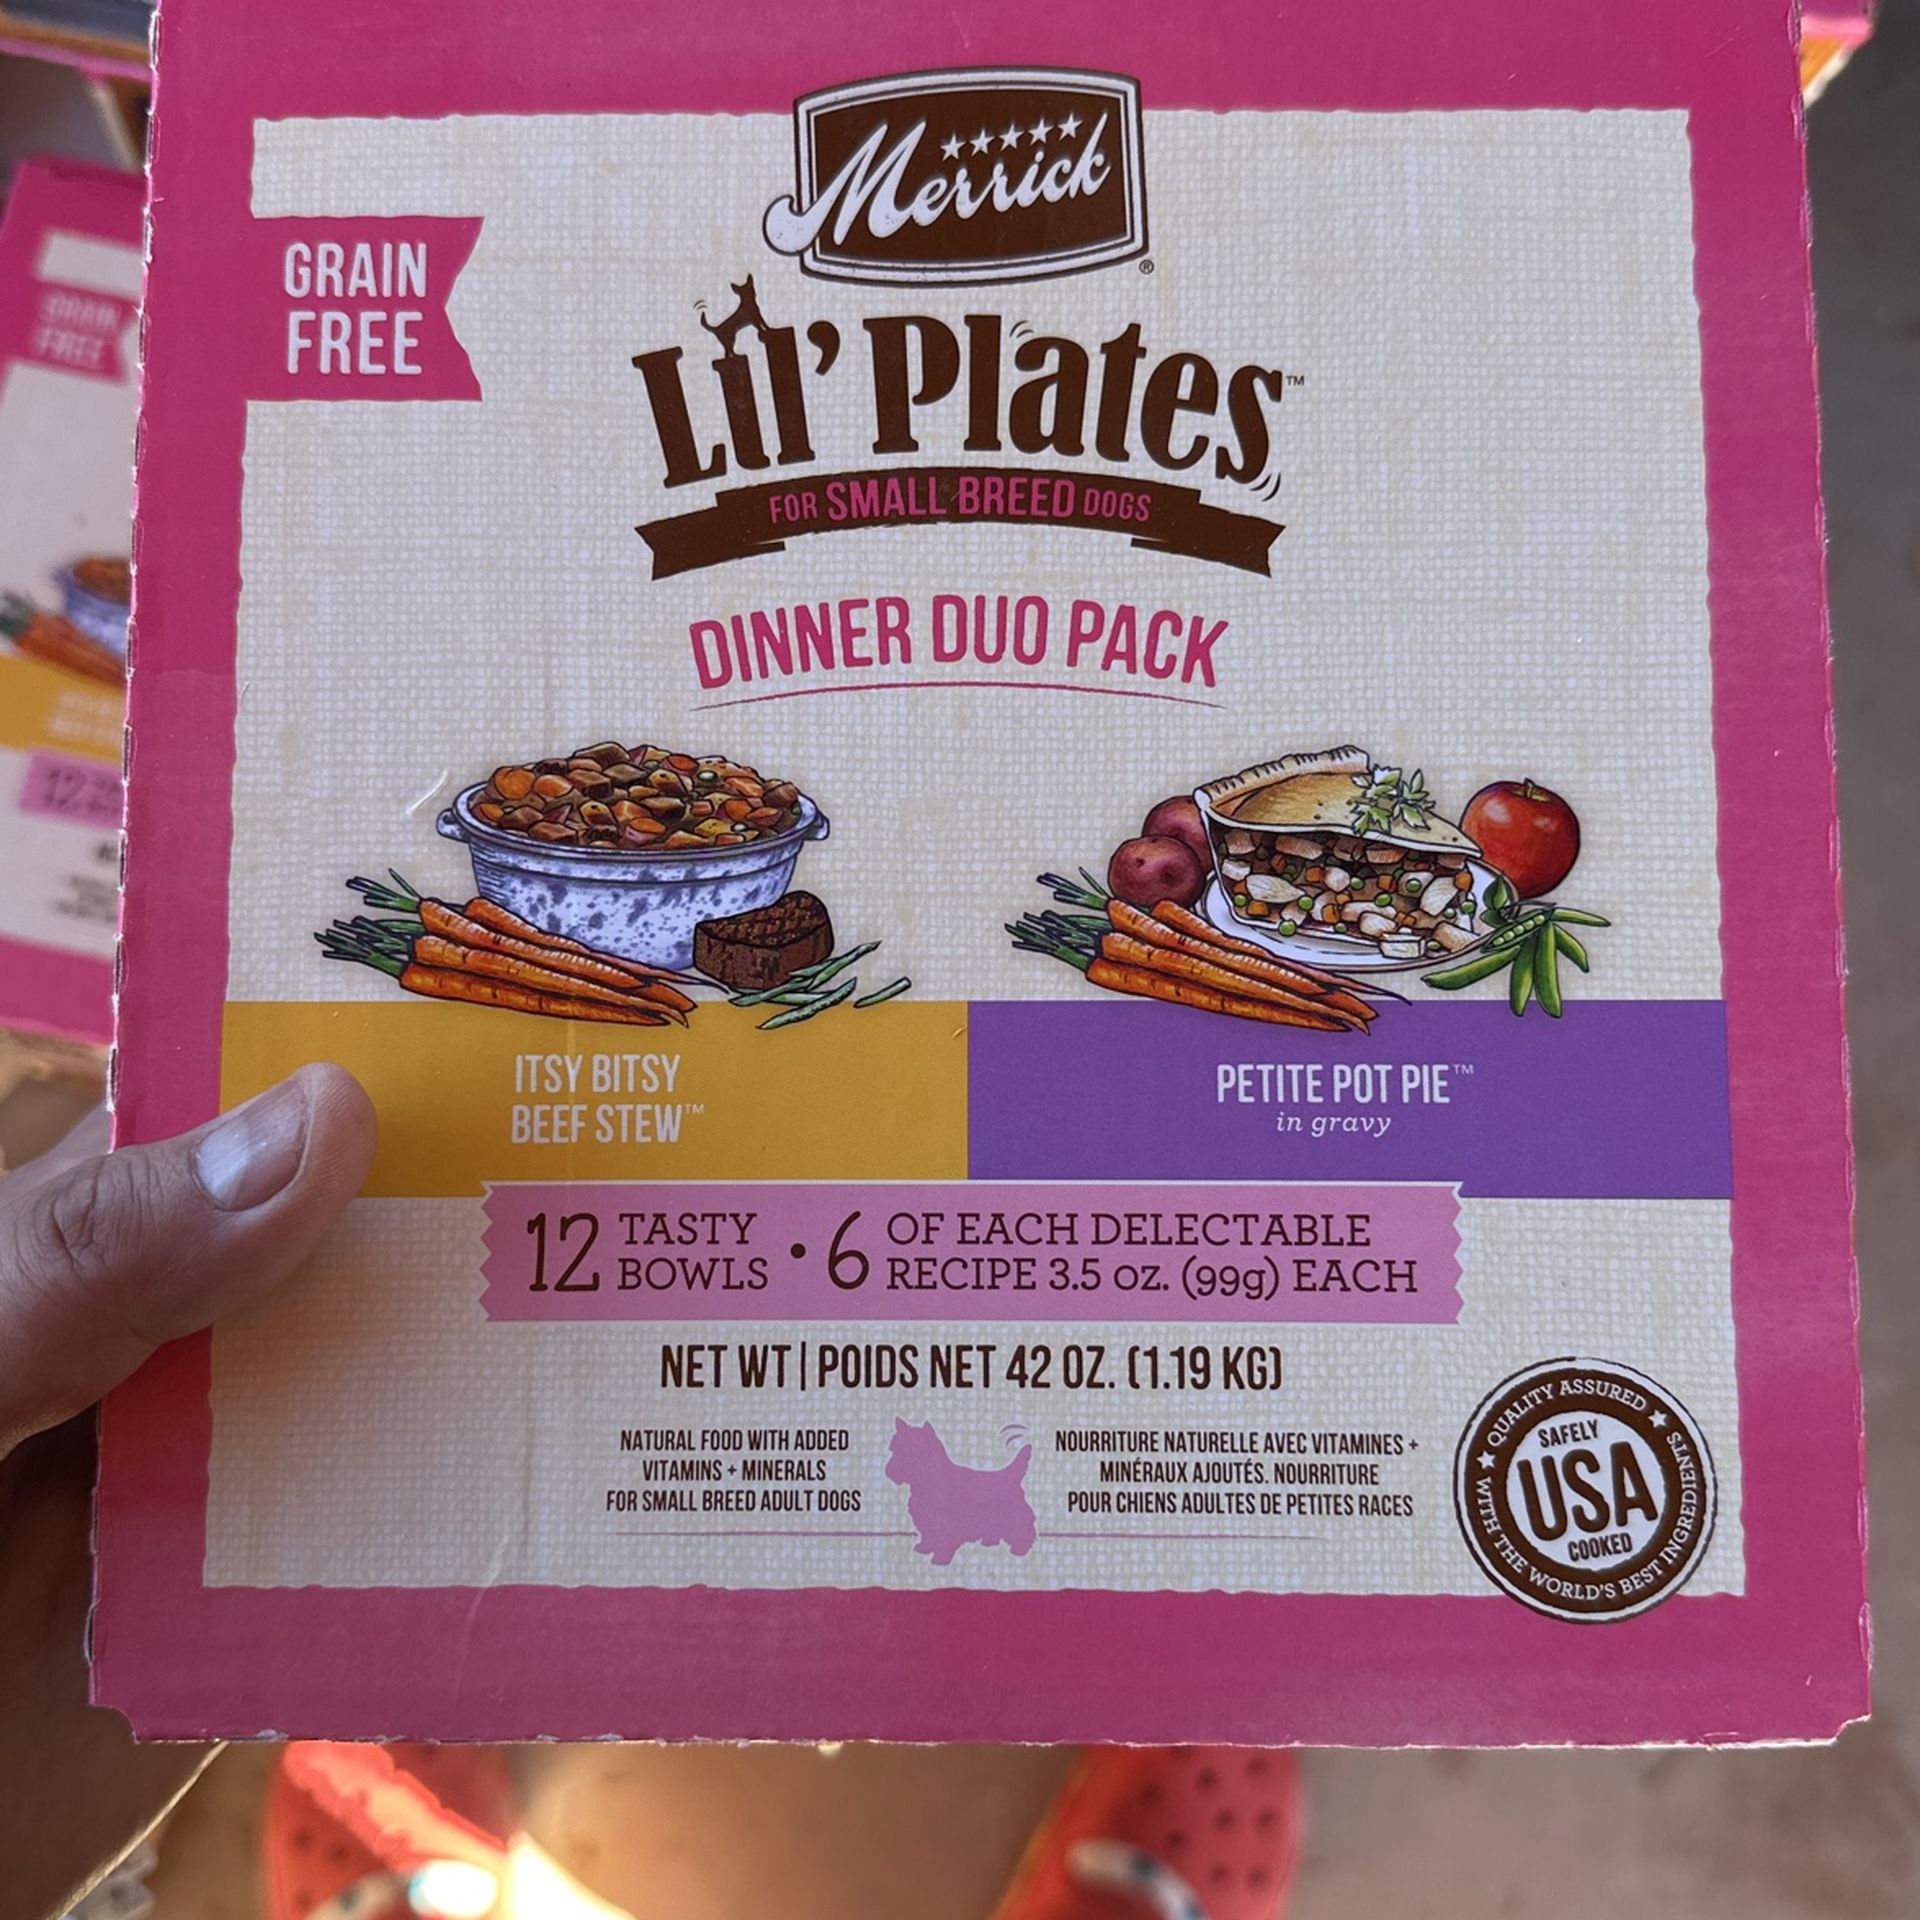 Merrick
®
GRAIN
FREE
Lil' Plates™
FOR SMALL BREED DOGS
DINNER DUO PACK
ITSY BITSY
BEEF STEW™
PETITE POT PIE™
in gravy
12 TASTY BOWLS • 6 OF EACH DELECTABLE
RECIPE 3.5 oz. (99g) EACH
NET WT | POIDS NET 42 OZ. (1.19 KG)
NATURAL FOOD WITH ADDED
VITAMINS + MINERALS
FOR SMALL BREED ADULT DOGS
NOURRITURE NATURELLE AVEC VITAMINES +
MINÉRAUX AJOUTÉS. NOURRITURE
POUR CHIENS ADULTES DE PETITES RACES
QUALITY ASSURED
SAFELY
USA
COOKED
WITH THE WORLD'S BEST INGREDIENTS
GRAIN
FREE
12